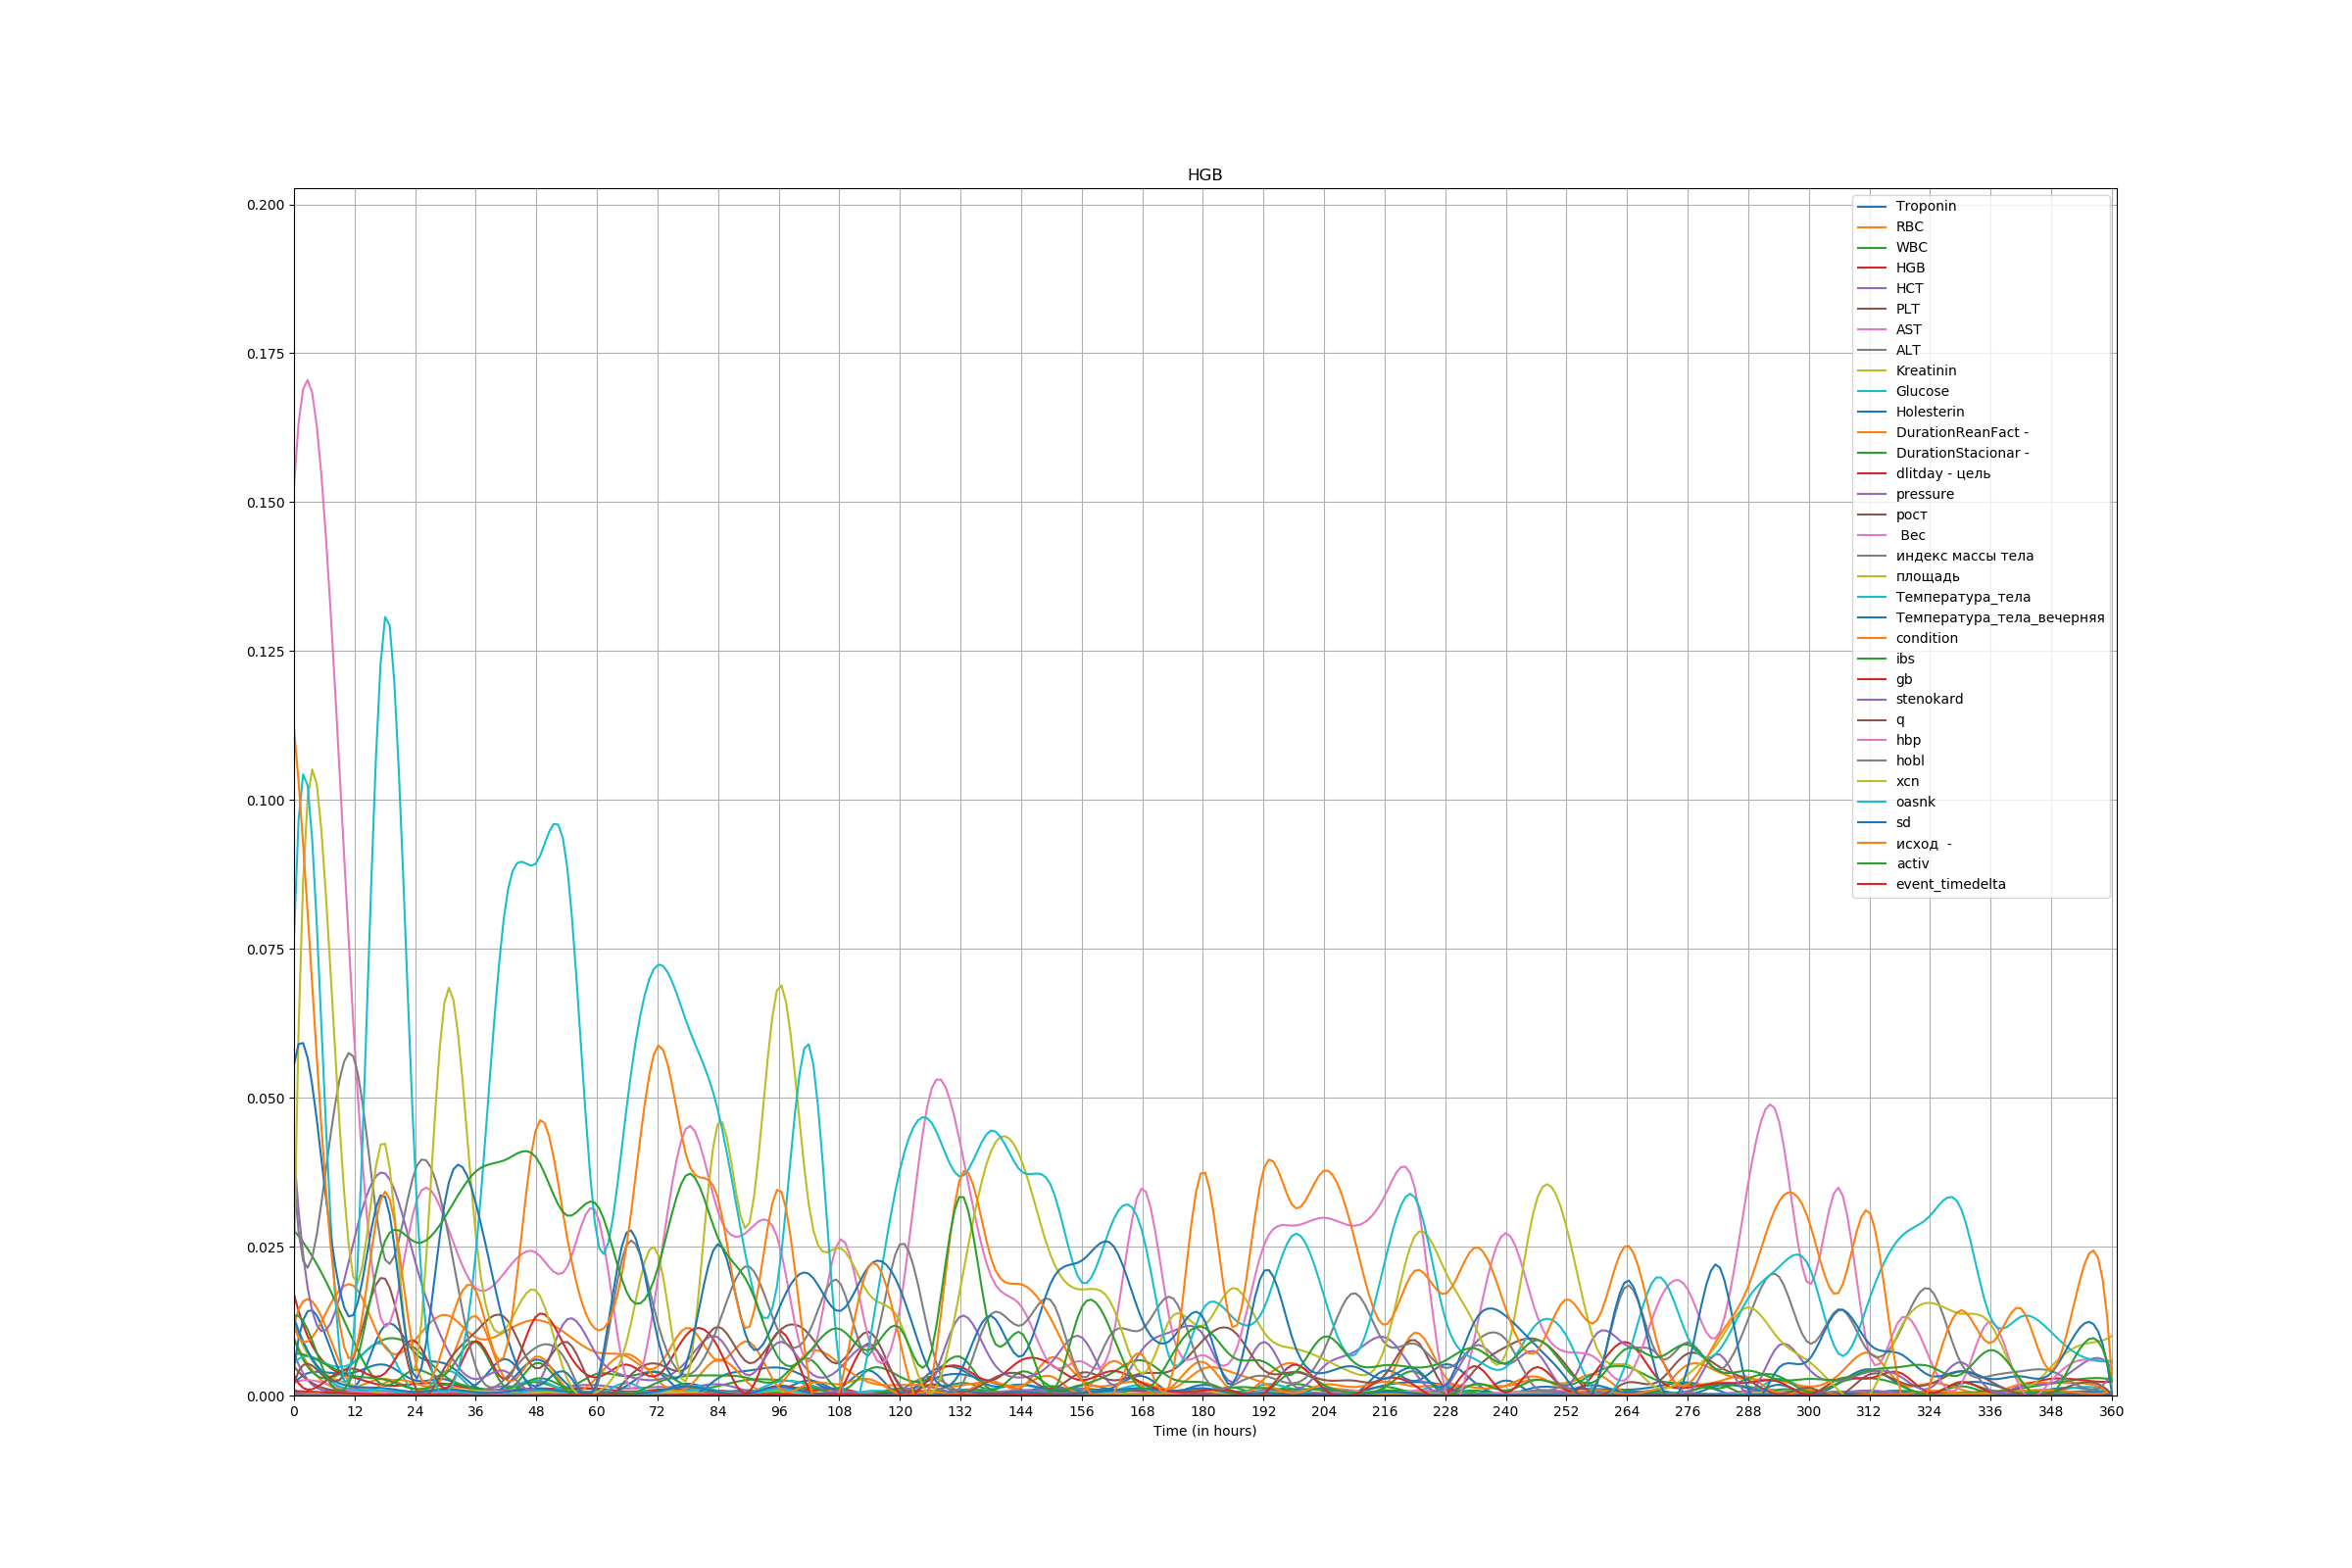 HGB
0.200
0.175
0.150
0.125
0.100
0.075
0.050
0.025
0.000
Troponin
RBC
WBC
HGB
HCT
PLT
AST
ALT
Kreatinin
Glucose
Holesterin
DurationReanFact -
DurationStacionar -
dlitday - цель
pressure
рост
Вес
индекс массы тела
площадь
Температура_тела
Температура_тела_вечерняя
condition
ibs
gb
stenokard
q
hbp
hobl
xcn
oasnk
sd
исход -
activ
event_timedelta
0 12 24 36 48 60 72 84 96 108 120 132 144 156 168 180 192 204 216 228 240 252 264 276 288 300 312 324 336 348 360
Time (in hours)